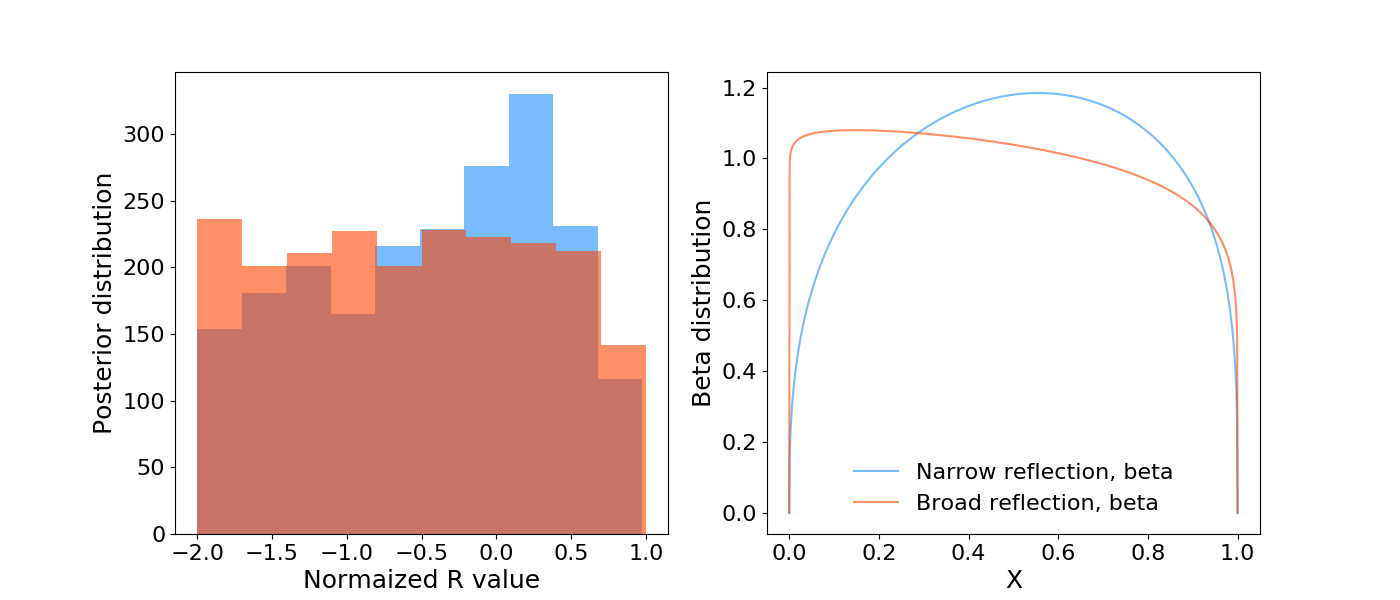 Posterior distribution
300
250
200
150
100
50
0
−2.0 −1.5 −1.0 −0.5 0.0 0.5 1.0
Normaized R value
Beta distribution
1.2
1.0
0.8
0.6
0.4
0.2
0.0
Narrow reflection, beta
Broad reflection, beta
0.0 0.2 0.4 0.6 0.8 1.0
X